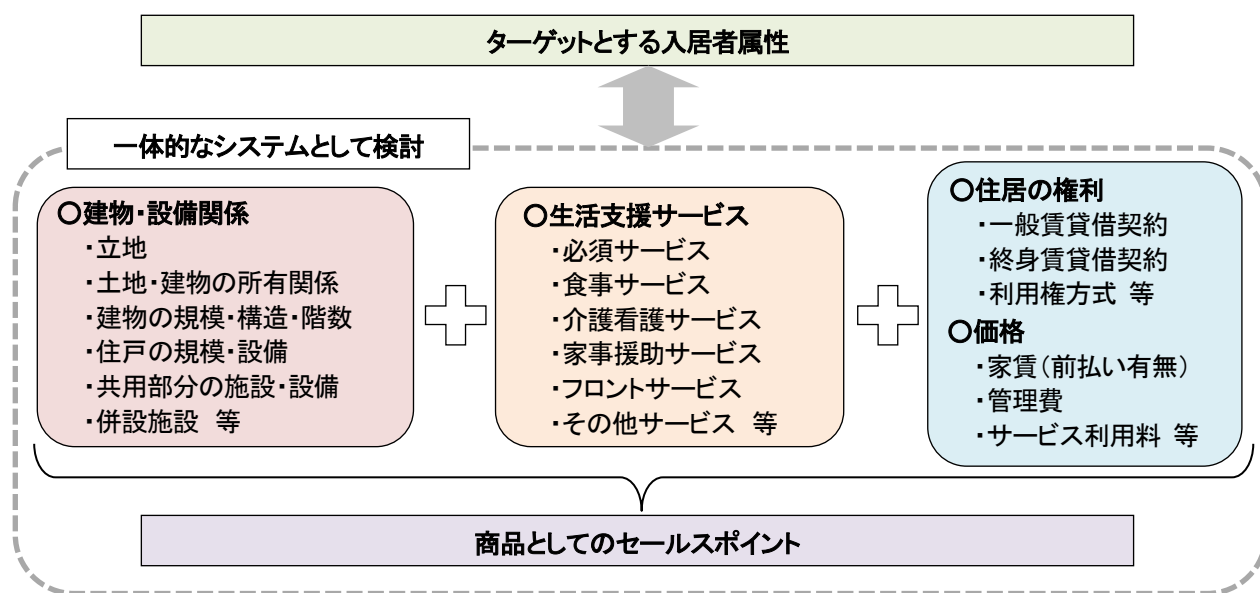 ターゲットとする入居者属性
一体的なシステムとして検討
○建物・設備関係
・立地
・土地・建物の所有関係
・建物の規模・構造・階数
・住戸の規模・設備
・共用部分の施設・設備
・併設施設 等
○生活支援サービス
・必須サービス
・食事サービス
・介護看護サービス
・家事援助サービス
・フロントサービス
・その他サービス 等
○住居の権利
・一般賃貸借契約
・終身賃貸借契約
・利用権方式 等
○価格
・家賃(前払い有無)
・管理費
・サービス利用料 等
商品としてのセールスポイント